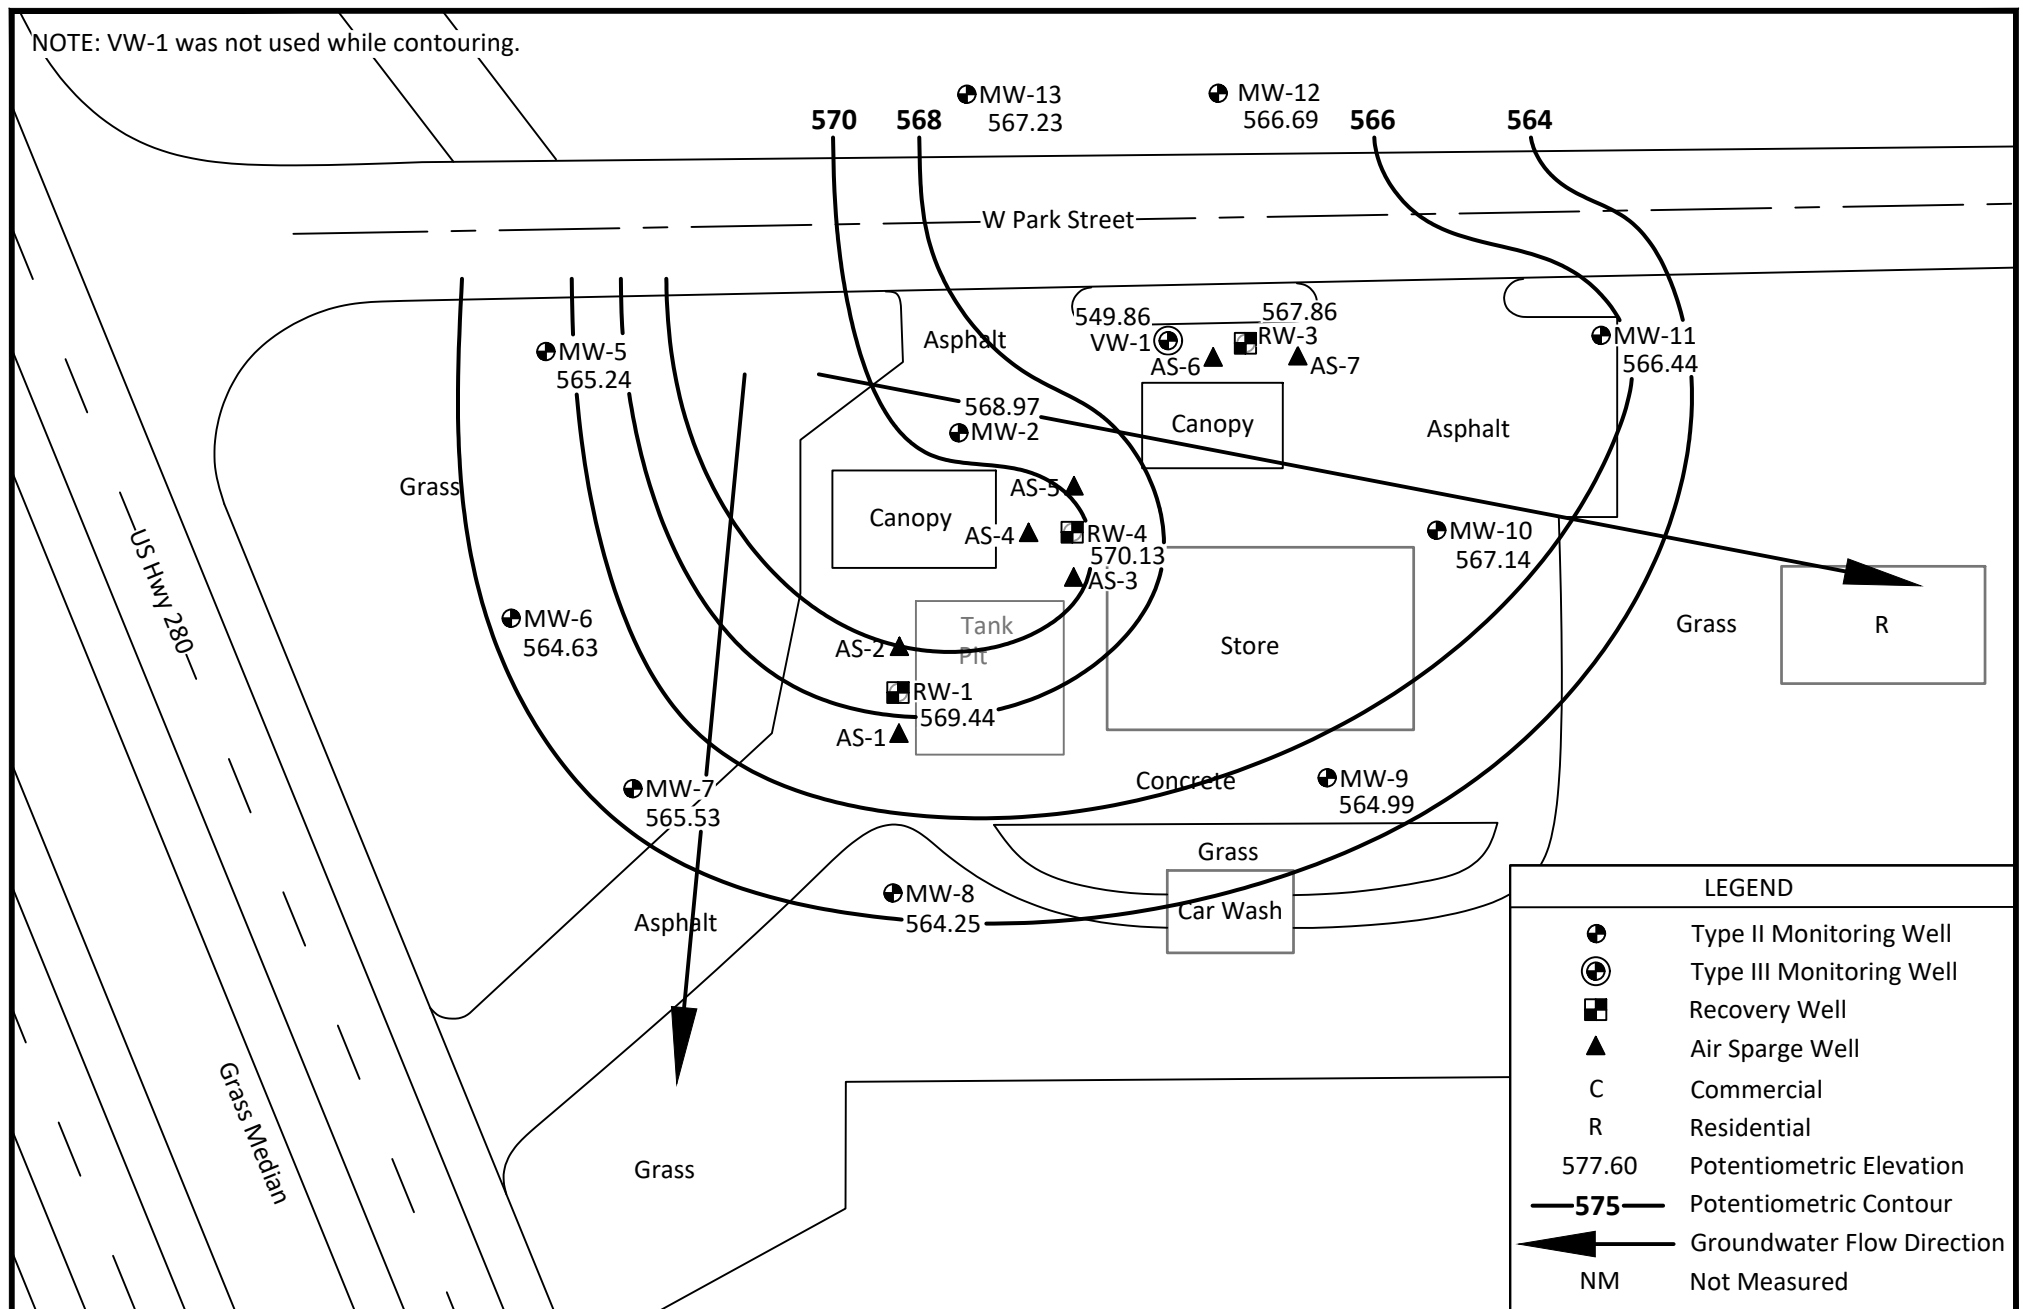 NOTE: VW-1 was not used while contouring.
MW-13
567.23
MW-12
566.69
570
568
566
564
W Park Street
549.86
VW-1
567.86
RW-3
AS-6
AS-7
MW-11
566.44
Asphalt
MW-5
565.24
568.97
MW-2
Canopy
Asphalt
Grass
AS-5
Canopy
AS-4
RW-4
570.13
AS-3
MW-10
567.14
US Hwy 280
MW-6
564.63
Tank
Pit
AS-2
Store
Grass
R
RW-1
569.44
AS-1
MW-7
565.53
Concrete
MW-9
564.99
Grass
MW-8
564.25
Car Wash
Asphalt
Grass Median
Grass
LEGEND
Type II Monitoring Well
Type III Monitoring Well
Recovery Well
Air Sparge Well
C Commercial
R Residential
577.60 Potentiometric Elevation
575 Potentiometric Contour
Groundwater Flow Direction
NM Not Measured